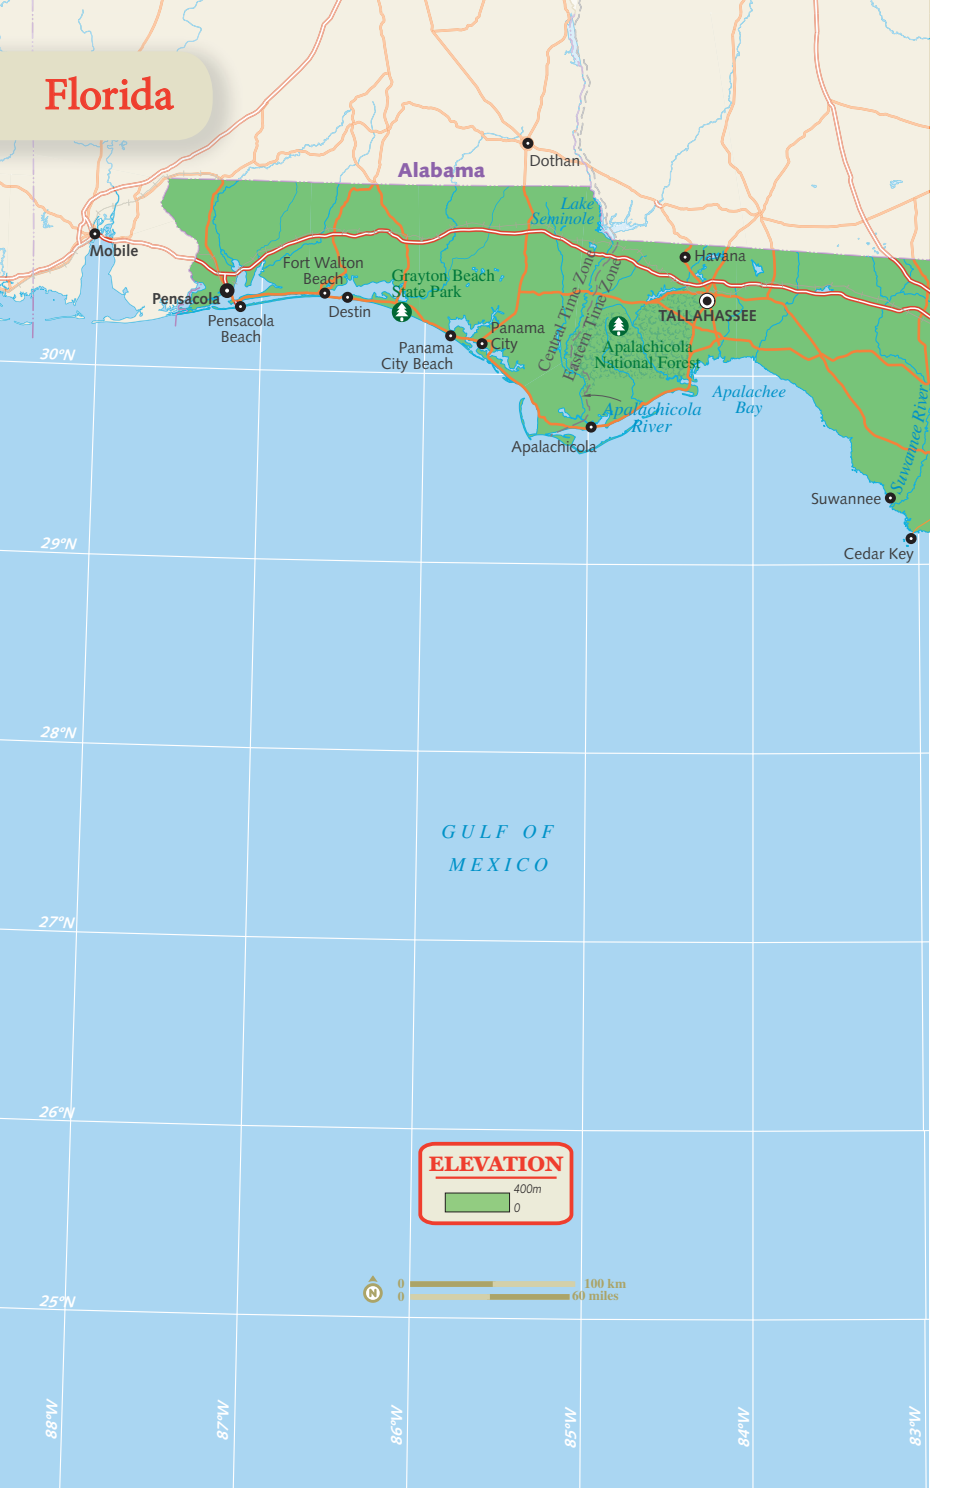 Florida
Dothan
Alabama
Lake
Seminole
Mobile
Havana
Fort Walton
Beach
Grayton Beach
State Park
Central Time Zone
Eastern Time Zone
Pensacola
Destin
TALLAHASSEE
Pensacola
Beach
Panama
City
Panama
City Beach
Apalachicola
National Forest
30°N
Apalachee
Bay
Apalachicola
River
Apalachicola
Suwannee River
Suwannee
29°N
Cedar Key
28°N
GULF OF
MEXICO
27°N
26°N
ELEVATION
400m
0
N
0 100 km
0 60 miles
25°N
88°W
87°W
86°W
85°W
84°W
83°W